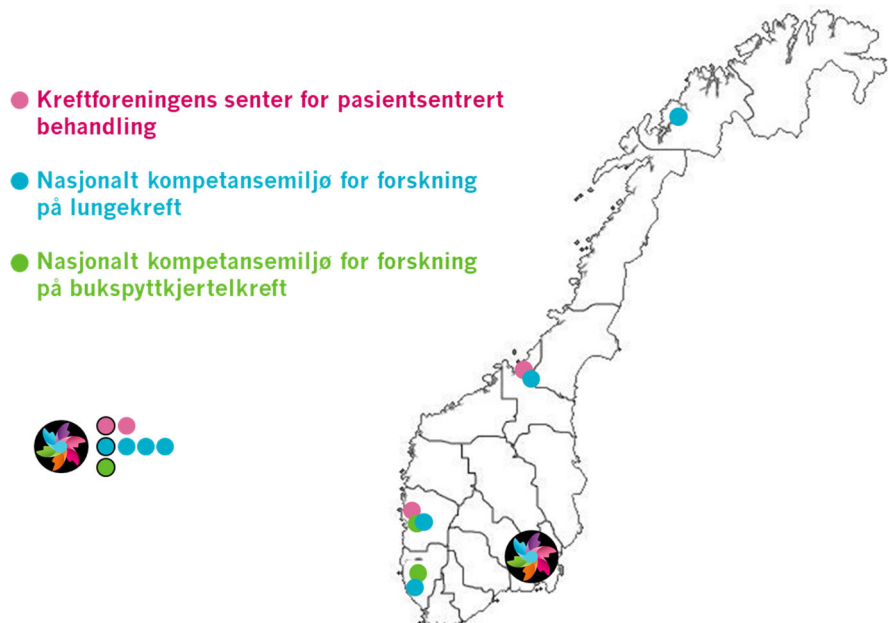 Kreftforeningens senter for pasientsentrert
behandling
Nasjonalt kompetansemiljø for forskning
på lungekreft
Nasjonalt kompetansemiljø for forskning
på bukspyttkjertelkreft